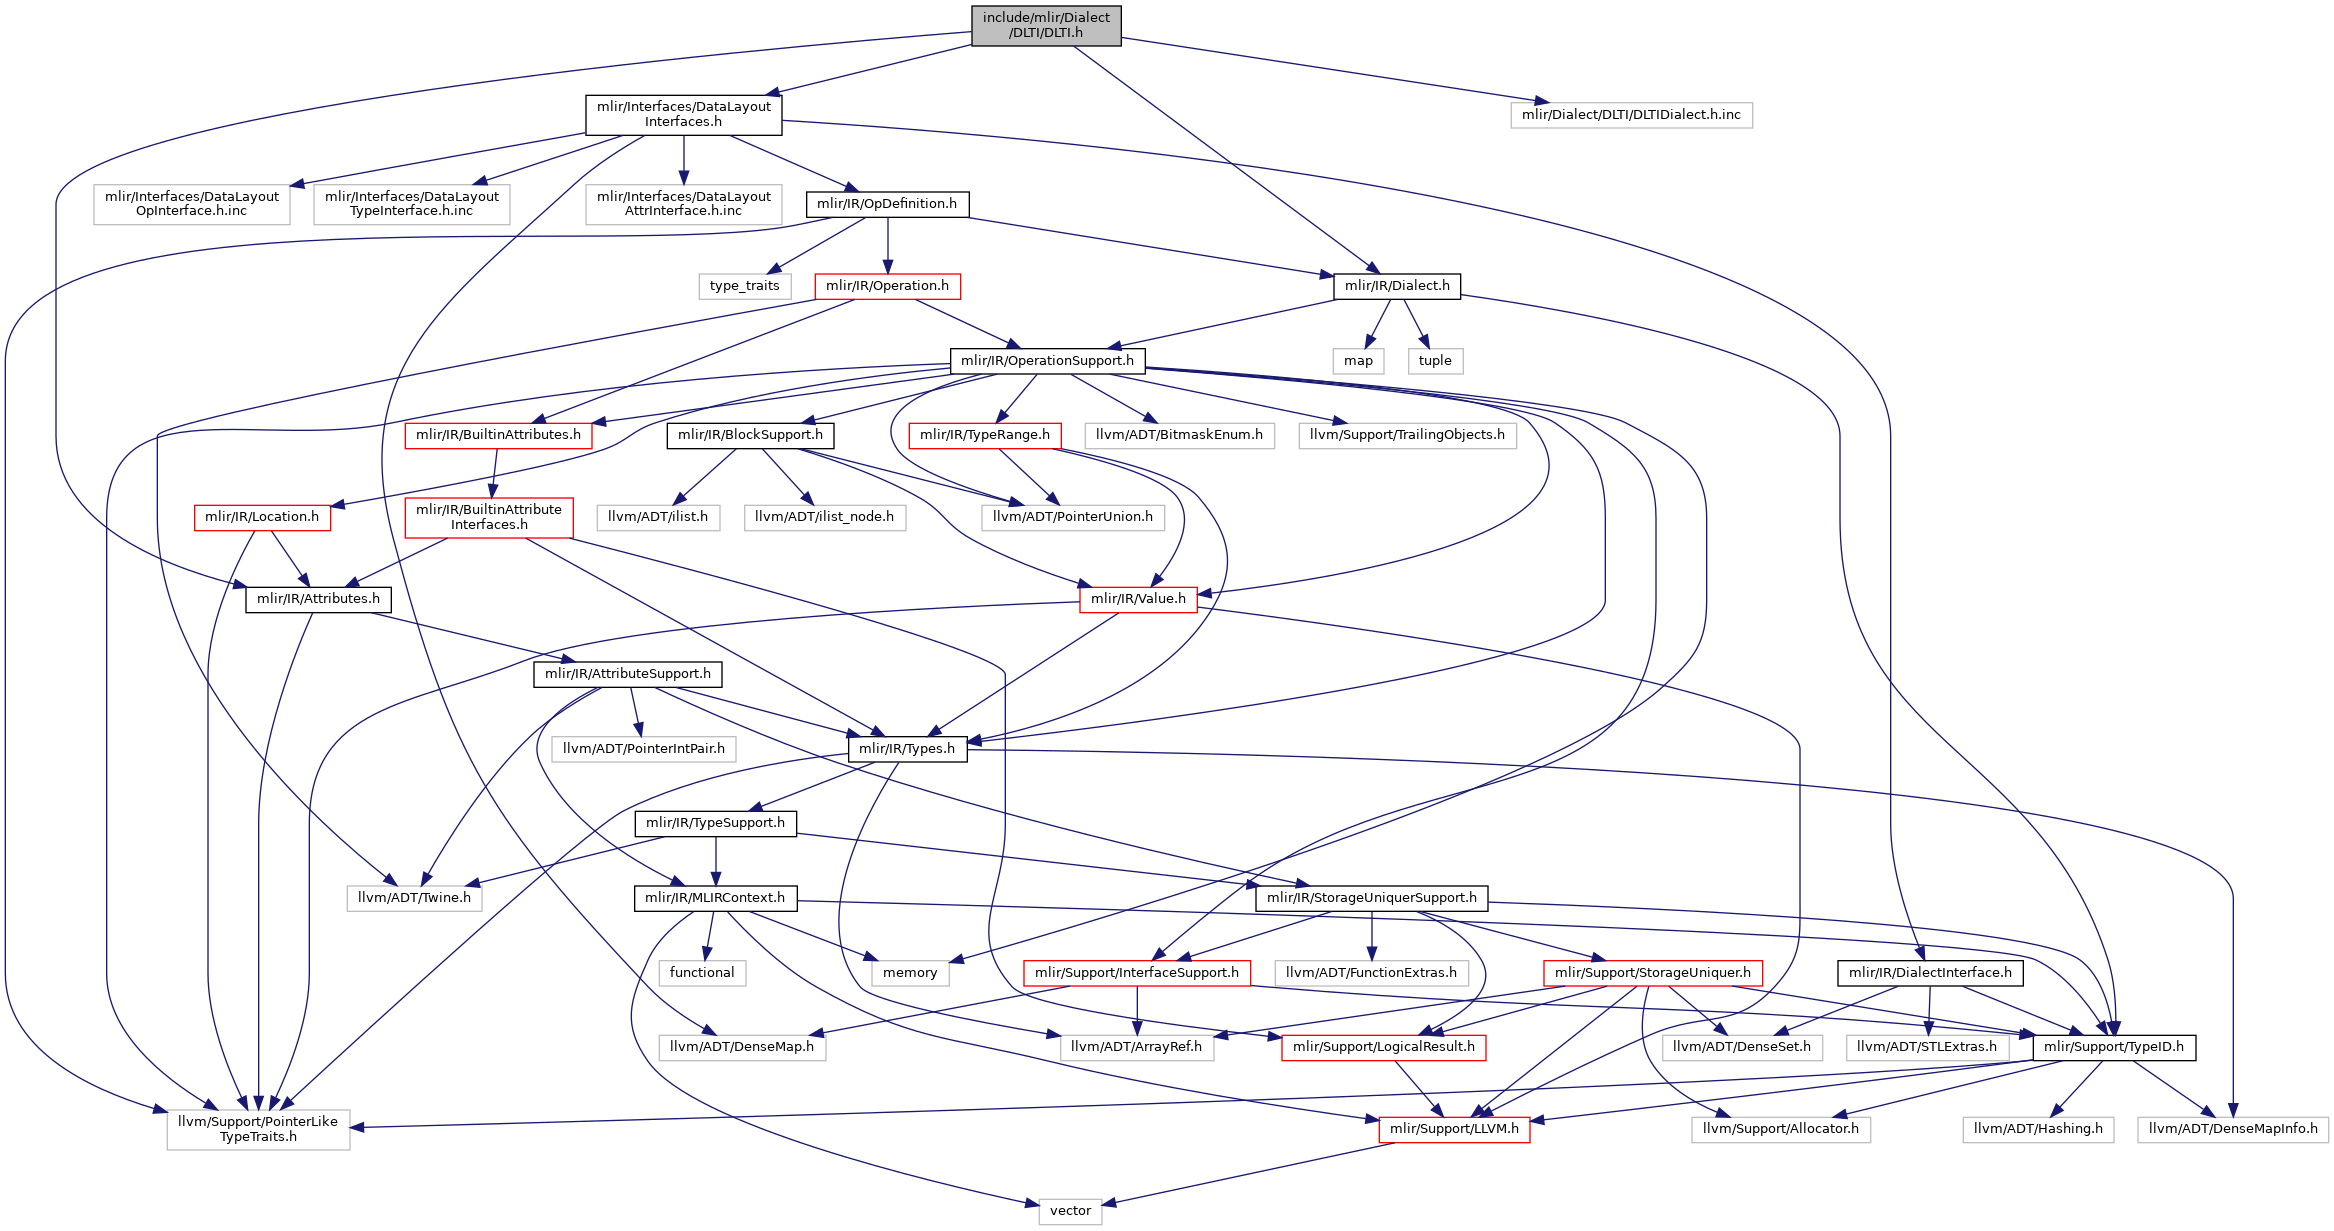 include/mlir/Dialect
/DLTI/DLTI.h
mlir/Interfaces/DataLayout
Interfaces.h
mlir/Dialect/DLTI/DLTIDialect.h.inc
mlir/Interfaces/DataLayout
OpInterface.h.inc
mlir/Interfaces/DataLayout
TypeInterface.h.inc
mlir/Interfaces/DataLayout
AttrInterface.h.inc
mlir/IR/OpDefinition.h
type_traits
mlir/IR/Operation.h
mlir/IR/Dialect.h
mlir/IR/OperationSupport.h
map
tuple
mlir/IR/BuiltinAttributes.h
mlir/IR/BlockSupport.h
mlir/IR/TypeRange.h
llvm/ADT/BitmaskEnum.h
llvm/Support/TrailingObjects.h
mlir/IR/Location.h
mlir/IR/BuiltinAttribute
Interfaces.h
llvm/ADT/ilist.h
llvm/ADT/ilist_node.h
llvm/ADT/PointerUnion.h
mlir/IR/Attributes.h
mlir/IR/Value.h
mlir/IR/AttributeSupport.h
llvm/ADT/PointerIntPair.h
mlir/IR/Types.h
mlir/IR/TypeSupport.h
llvm/ADT/Twine.h
mlir/IR/MLIRContext.h
mlir/IR/StorageUniquerSupport.h
functional
memory
mlir/Support/InterfaceSupport.h
llvm/ADT/FunctionExtras.h
mlir/Support/StorageUniquer.h
mlir/IR/DialectInterface.h
llvm/ADT/DenseMap.h
llvm/ADT/ArrayRef.h
mlir/Support/LogicalResult.h
llvm/ADT/DenseSet.h
llvm/ADT/STLExtras.h
mlir/Support/TypeID.h
llvm/Support/PointerLike
TypeTraits.h
mlir/Support/LLVM.h
llvm/Support/Allocator.h
llvm/ADT/Hashing.h
llvm/ADT/DenseMapInfo.h
vector